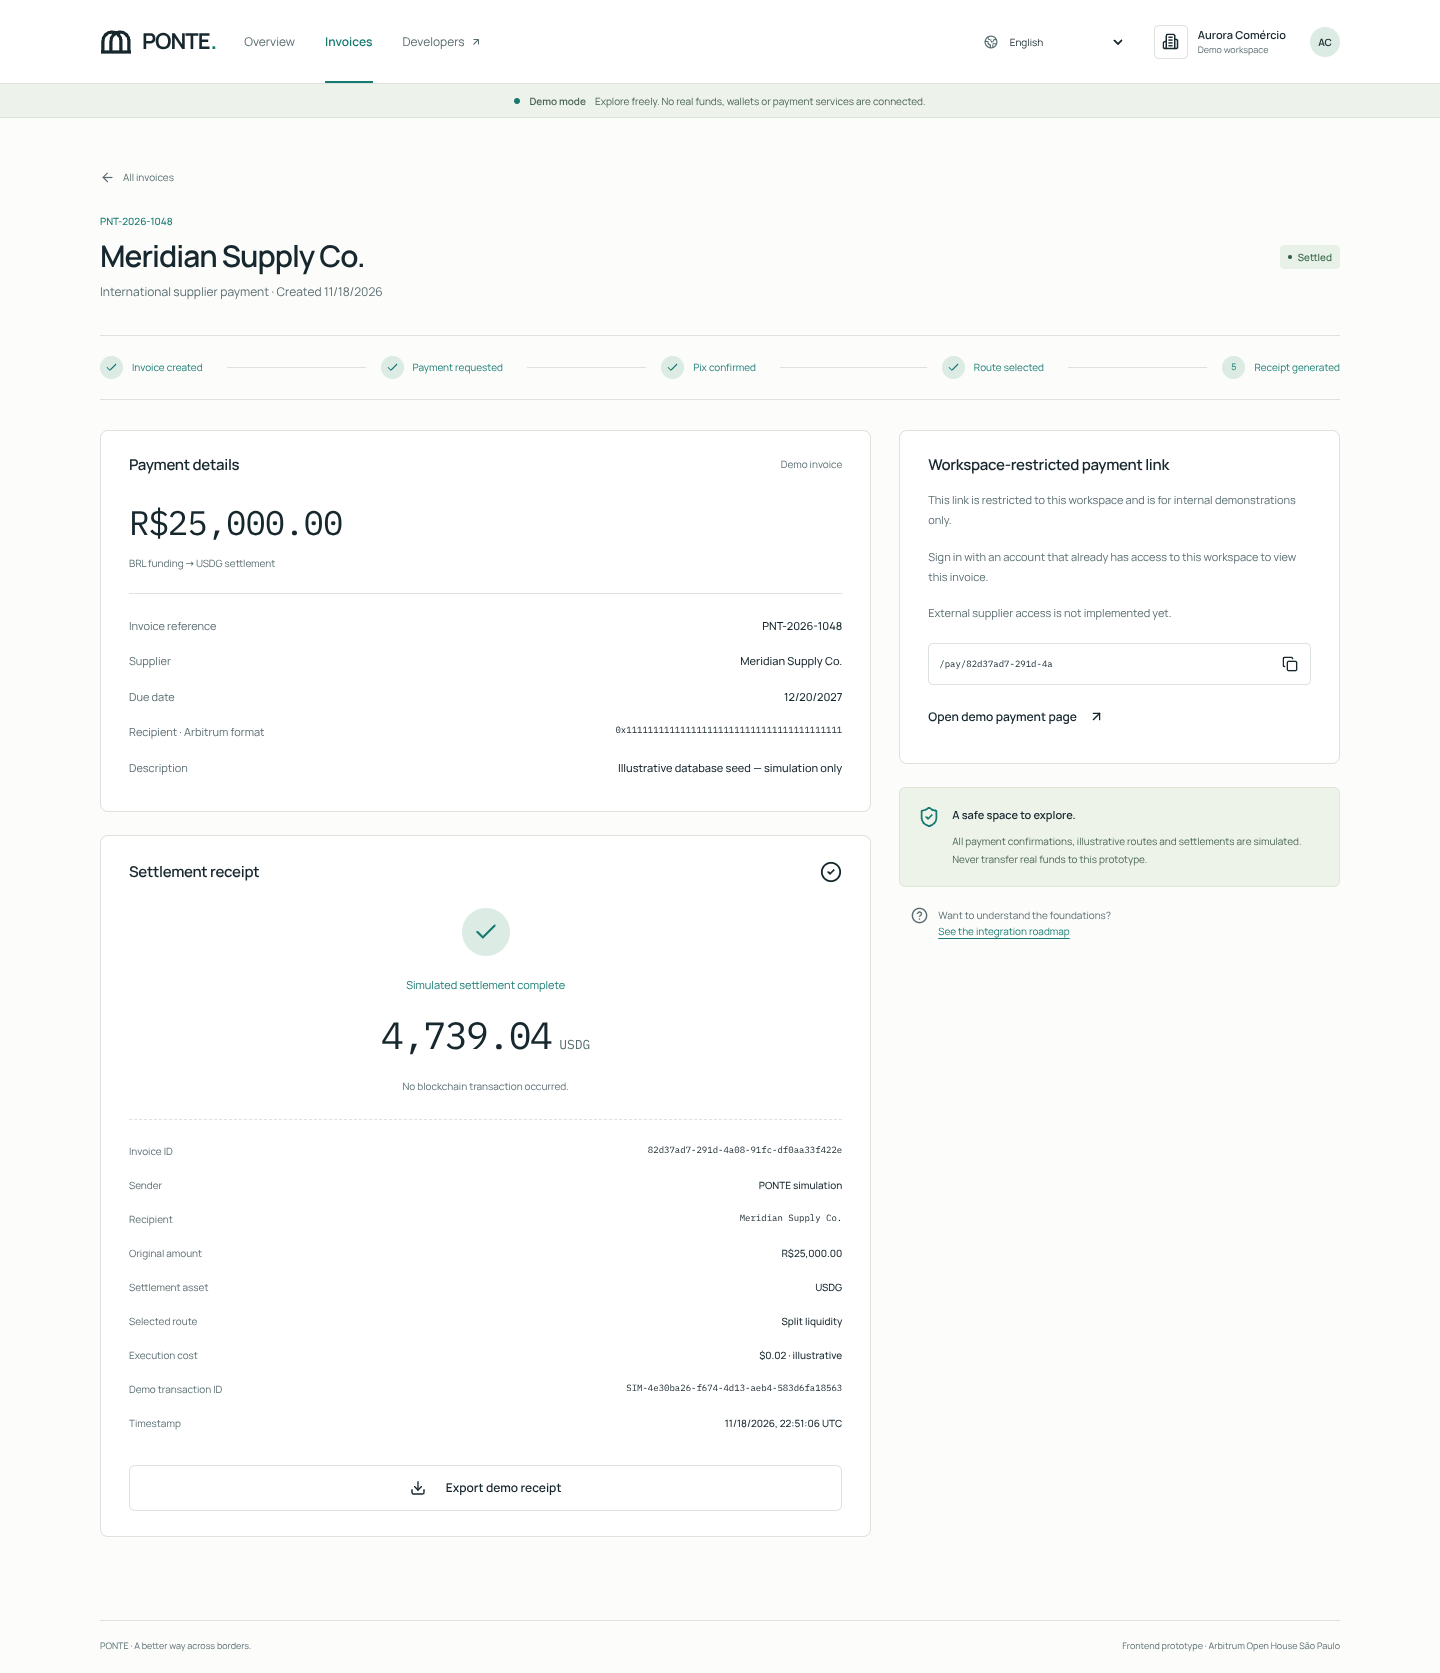 PONTE.
Overview
Invoices
Developers
English
Aurora Comércio
Demo workspace
AC
Demo mode Explore freely. No real funds, wallets or payment services are connected.
All invoices
PNT-2026-1048
Meridian Supply Co.
Settled
International supplier payment · Created 11/18/2026
Invoice created
Payment requested
Pix confirmed
Route selected
5 Receipt generated
Payment details
Demo invoice
R$25,000.00
BRL funding → USDG settlement
Invoice reference PNT-2026-1048
Supplier Meridian Supply Co.
Due date 12/20/2027
Recipient · Arbitrum format 0x1111111111111111111111111111111111111111
Description Illustrative database seed — simulation only
Workspace-restricted payment link
This link is restricted to this workspace and is for internal demonstrations
only.
Sign in with an account that already has access to this workspace to view
this invoice.
External supplier access is not implemented yet.
/pay/82d37ad7-291d-4a
Open demo payment page
A safe space to explore.
All payment confirmations, illustrative routes and settlements are simulated.
Never transfer real funds to this prototype.
Want to understand the foundations?
See the integration roadmap
Settlement receipt
Simulated settlement complete
4,739.04 USDG
No blockchain transaction occurred.
Invoice ID 82d37ad7-291d-4a08-91fc-df0aa33f422e
Sender PONTE simulation
Recipient Meridian Supply Co.
Original amount R$25,000.00
Settlement asset USDG
Selected route Split liquidity
Execution cost $0.02 · illustrative
Demo transaction ID SIM-4e30ba26-f674-4d13-aeb4-583d6fa18563
Timestamp 11/18/2026, 22:51:06 UTC
Export demo receipt
PONTE · A better way across borders.
Frontend prototype · Arbitrum Open House São Paulo